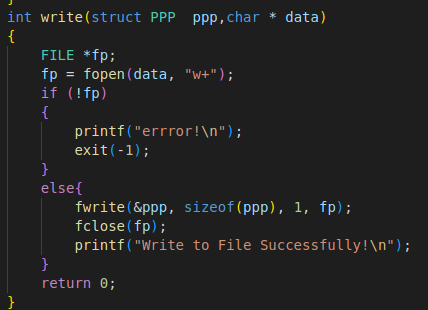 }
int write(struct PPP  ppp,char * data)
{
    FILE *fp;
    fp = fopen(data, "w+");
    if (!fp)
    {
        printf("errror!\n");
        exit(-1);
    }
    else{
        fwrite(&ppp, sizeof(ppp), 1, fp);
        fclose(fp);
        printf("Write to File Successfully!\n");
    }
    return 0;
}